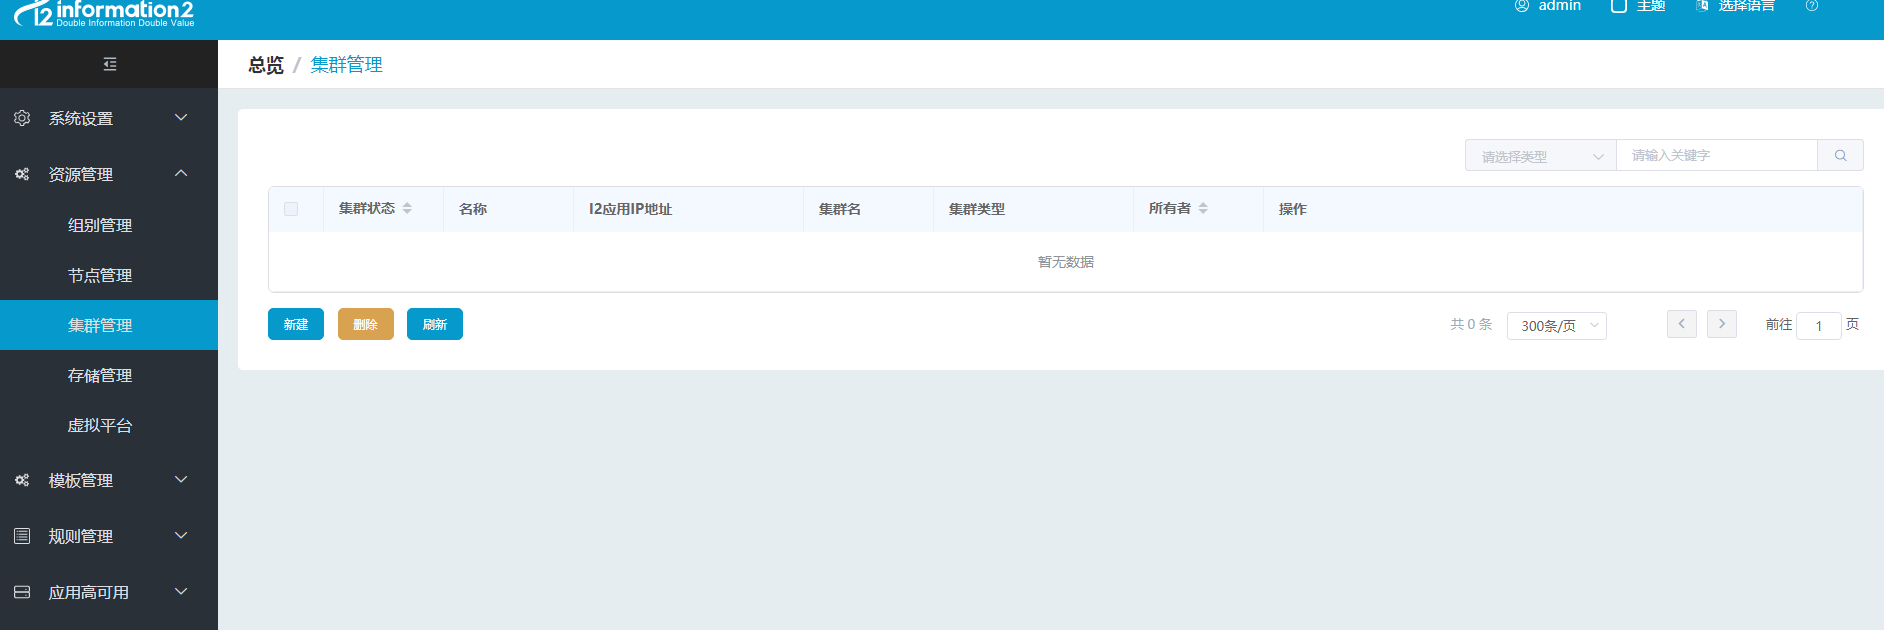 information2
Double Information Double Value
admin
主题
选择语言
总览 / 集群管理
系统设置
资源管理
组别管理
节点管理
集群管理
存储管理
虚拟平台
模板管理
规则管理
应用高可用
请选择类型
请输入关键字
集群状态 名称 I2应用IP地址 集群名 集群类型 所有者 操作
暂无数据
新建 删除 刷新
共 0 条 300条/页 前往 1 页